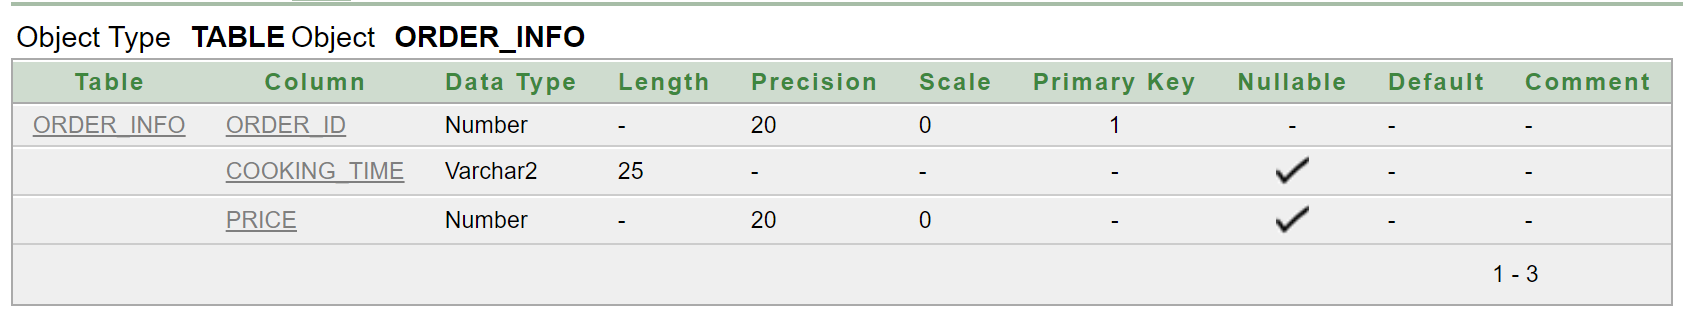 Object Type TABLE Object ORDER_INFO
Table Column Data Type Length Precision Scale Primary Key Nullable Default Comment
ORDER_INFO ORDER_ID Number - 20 0 1 - - -
COOKING_TIME Varchar2 25 - - - ✓ - -
PRICE Number - 20 0 - ✓ - -
1 - 3